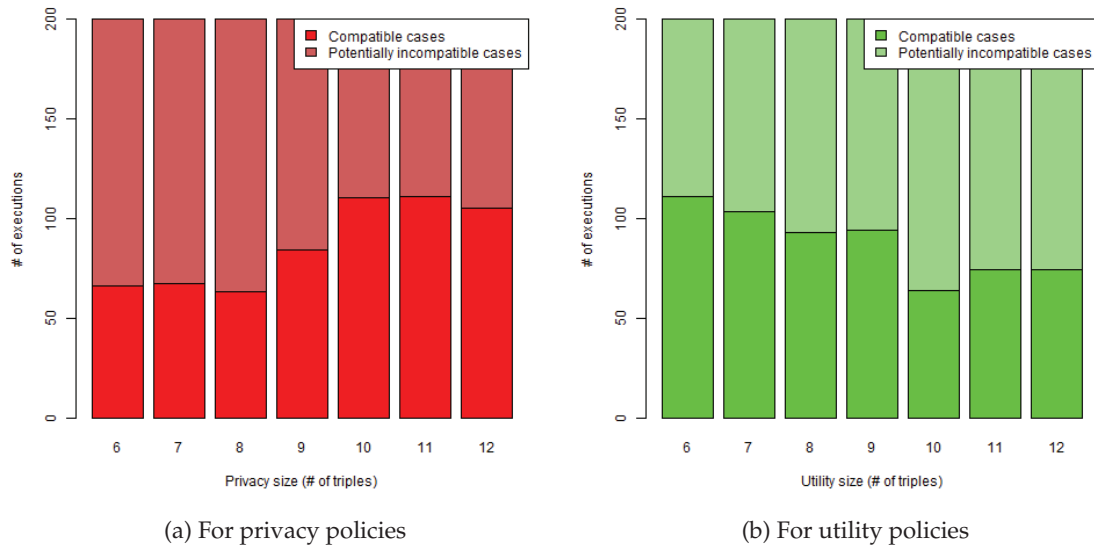 Compatible cases
Potentially incompatible cases
# of executions
200
150
100
50
0
6 7 8 9 10 11 12
Privacy size (# of triples)
(a) For privacy policies
Compatible cases
Potentially incompatible cases
# of executions
200
150
100
50
0
6 7 8 9 10 11 12
Utility size (# of triples)
(b) For utility policies